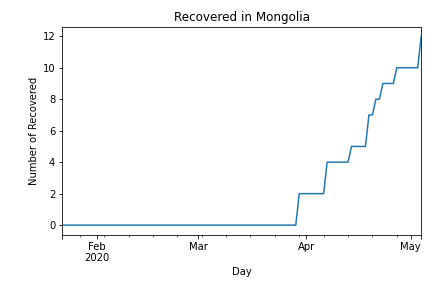 Recovered in Mongolia
12
10
8
6
4
2
0
Number of Recovered
Feb
2020
Mar
Apr
May
Day